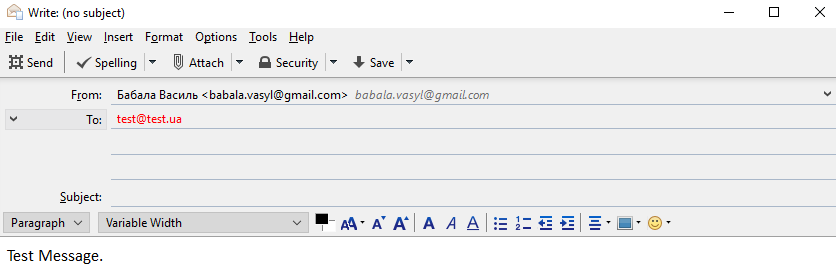 Write: (no subject)
File Edit View Insert Format Options Tools Help
Send Spelling Attach Security Save
From: Бабала Василь <babala.vasyl@gmail.com> babala.vasyl@gmail.com
To: test@test.ua
Subject:
Paragraph Variable Width
Test Message.